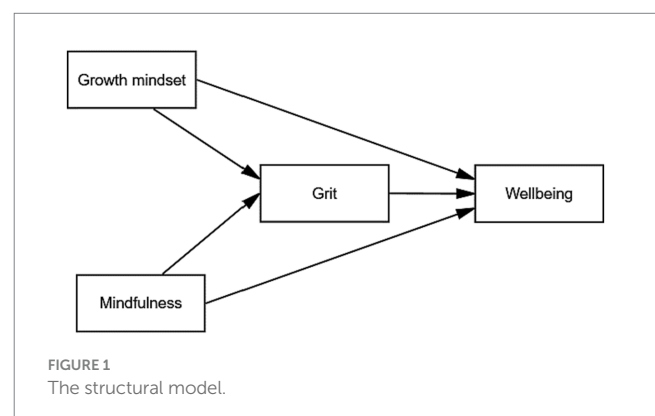 Growth mindset
Grit
Wellbeing
Mindfulness
FIGURE 1
The structural model.